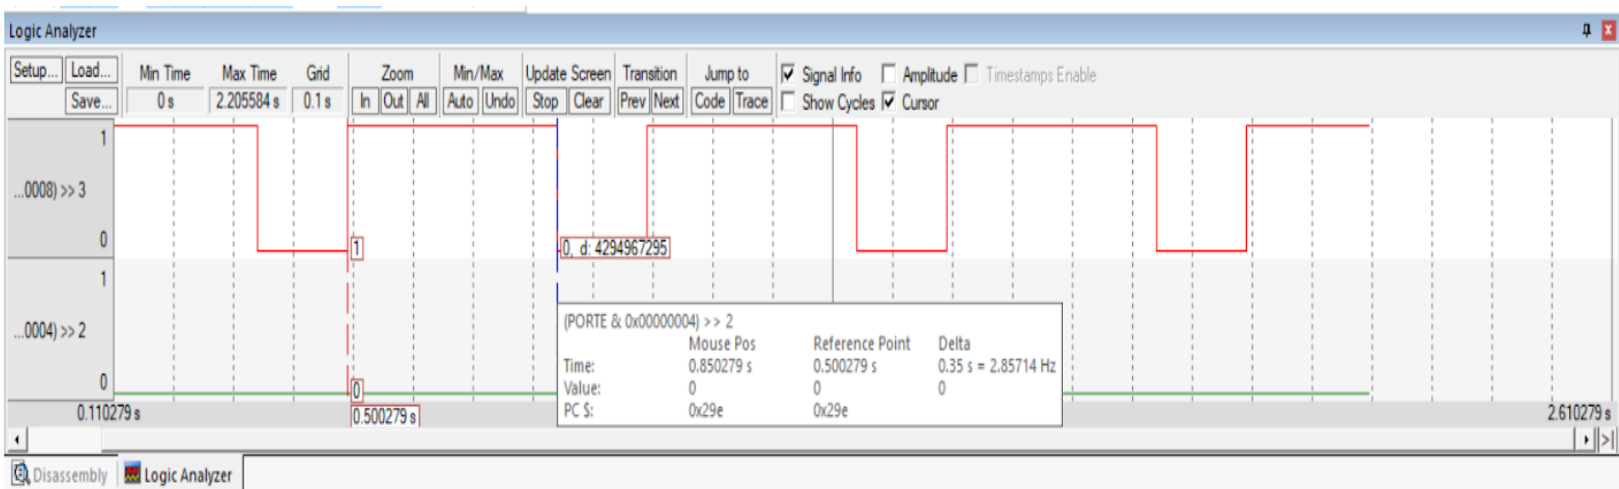 Logic Analyzer
Setup... Load... Min Time Max Time Grid Zoom Min/Max Update Screen Transition Jump to Signal Info Amplitude Timestamps Enable
Save... 0 s 2.205584 s 0.1 s In Out All Auto Undo Stop Clear Prev Next Code Trace Show Cycles Cursor
1
...0008) >> 3
0 1 0, d: 4294967295
1
(PORTE & 0x00000004) >> 2
...0004) >> 2 Mouse Pos Reference Point Delta
Time: 0.850279 s 0.500279 s 0.35 s = 2.85714 Hz
0 0 Value: 0 0 0
0.110279 s 0.500279 s PC $: 0x29e 0x29e 2.610279 s
Disassembly Logic Analyzer